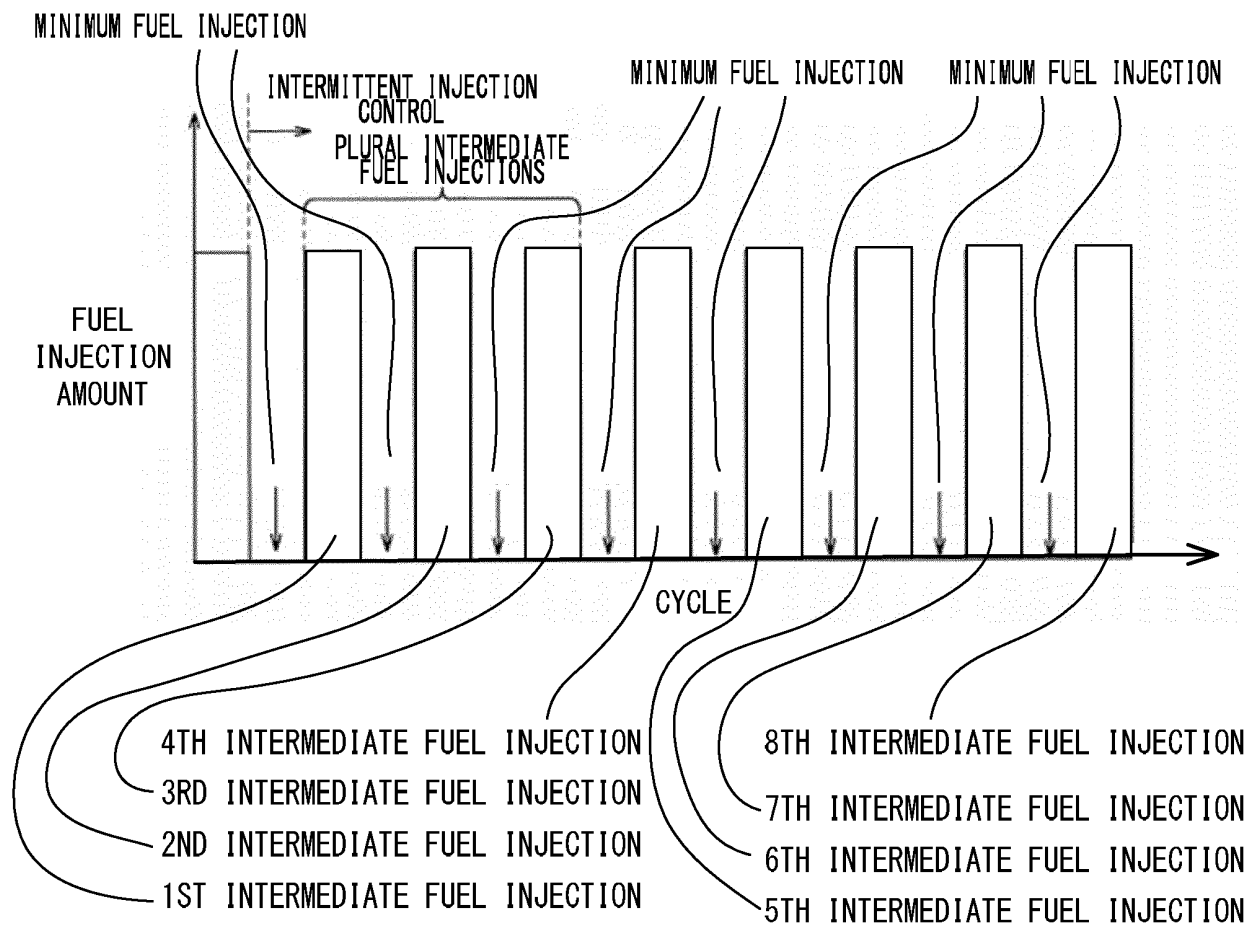 MINIMUM FUEL INJECTION
MINIMUM FUEL INJECTION
MINIMUM FUEL INJECTION
INTERMITTENT INJECTION
CONTROL
PLURAL INTERMEDIATE
FUEL INJECTIONS
FUEL
INJECTION
AMOUNT
CYCLE
4TH INTERMEDIATE FUEL INJECTION
3RD INTERMEDIATE FUEL INJECTION
2ND INTERMEDIATE FUEL INJECTION
1ST INTERMEDIATE FUEL INJECTION
8TH INTERMEDIATE FUEL INJECTION
7TH INTERMEDIATE FUEL INJECTION
6TH INTERMEDIATE FUEL INJECTION
5TH INTERMEDIATE FUEL INJECTION